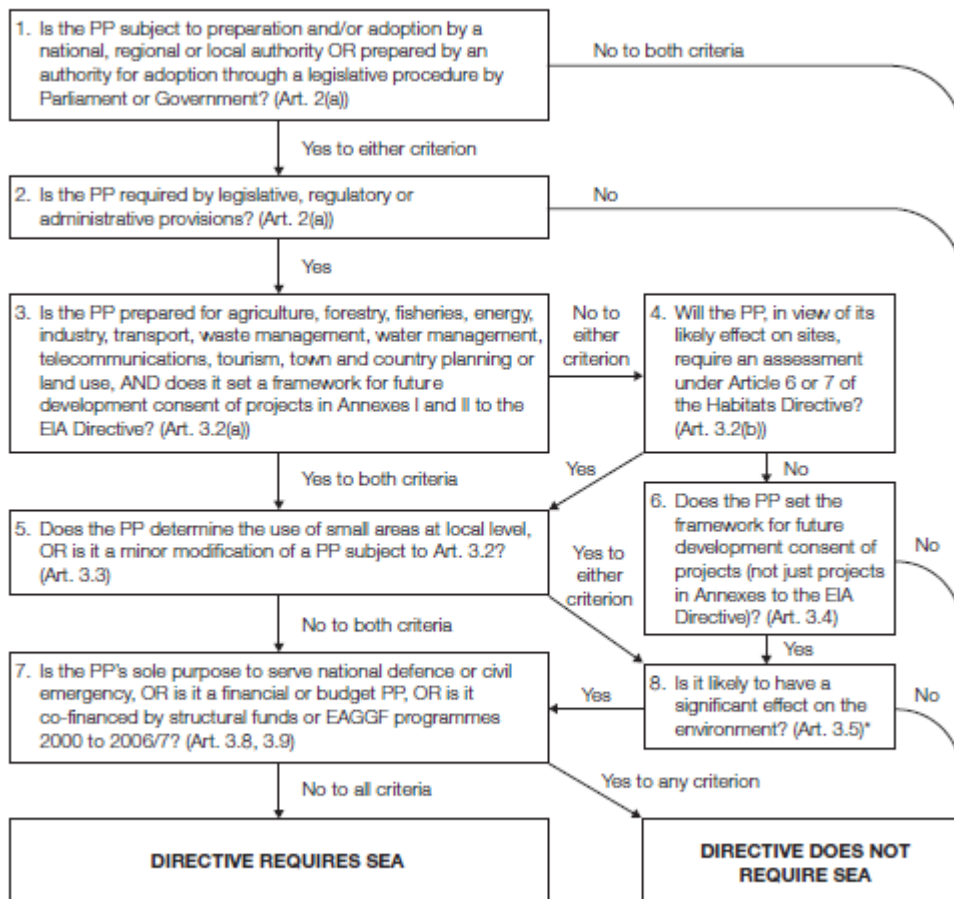 1. Is the PP subject to preparation and/or adoption by a
national, regional or local authority OR prepared by an
authority for adoption through a legislative procedure by
Parliament or Government? (Art. 2(a))
No to both criteria
Yes to either criterion
2. Is the PP required by legislative, regulatory or
administrative provisions? (Art. 2(a))
No
Yes
3. Is the PP prepared for agriculture, forestry, fisheries, energy,
industry, transport, waste management, water management,
telecommunications, tourism, town and country planning or
land use, AND does it set a framework for future
development consent of projects in Annexes I and II to the
EIA Directive? (Art. 3.2(a))
No to
either
criterion
4. Will the PP, in view of its
likely effect on sites,
require an assessment
under Article 6 or 7 of
the Habitats Directive?
(Art. 3.2(b))
Yes to both criteria
Yes
No
5. Does the PP determine the use of small areas at local level,
OR is it a minor modification of a PP subject to Art. 3.2?
(Art. 3.3)
Yes to
either
criterion
6. Does the PP set the
framework for future
development consent of
projects (not just projects
in Annexes to the EIA
Directive)? (Art. 3.4)
No
No to both criteria
Yes
7. Is the PP's sole purpose to serve national defence or civil
emergency, OR is it a financial or budget PP, OR is it
co-financed by structural funds or EAGGF programmes
2000 to 2006/7? (Art. 3.8, 3.9)
Yes
8. Is it likely to have a
significant effect on the
environment? (Art. 3.5)*
No
No to all criteria
Yes to any criterion
DIRECTIVE REQUIRES SEA
DIRECTIVE DOES NOT
REQUIRE SEA